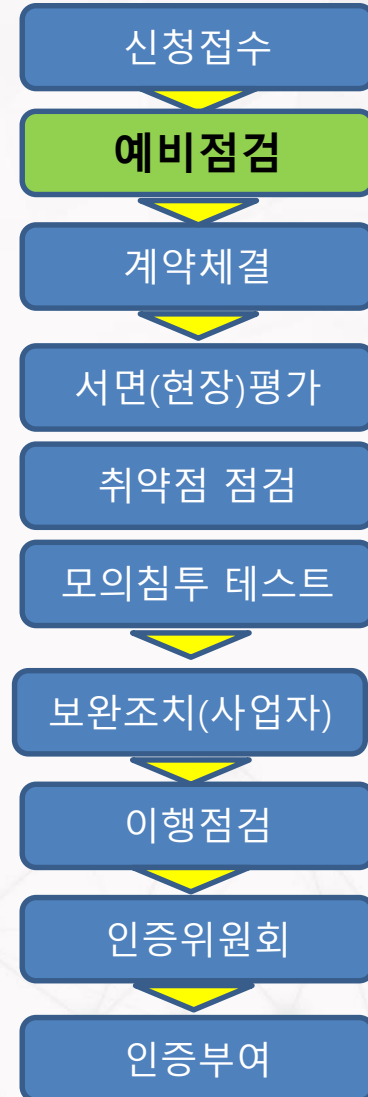 신청접수
예비점검
계약체결
서면(현장)평가
취약점 점검
모의침투 테스트
보완조치(사업자)
이행점검
인증위원회
인증부여